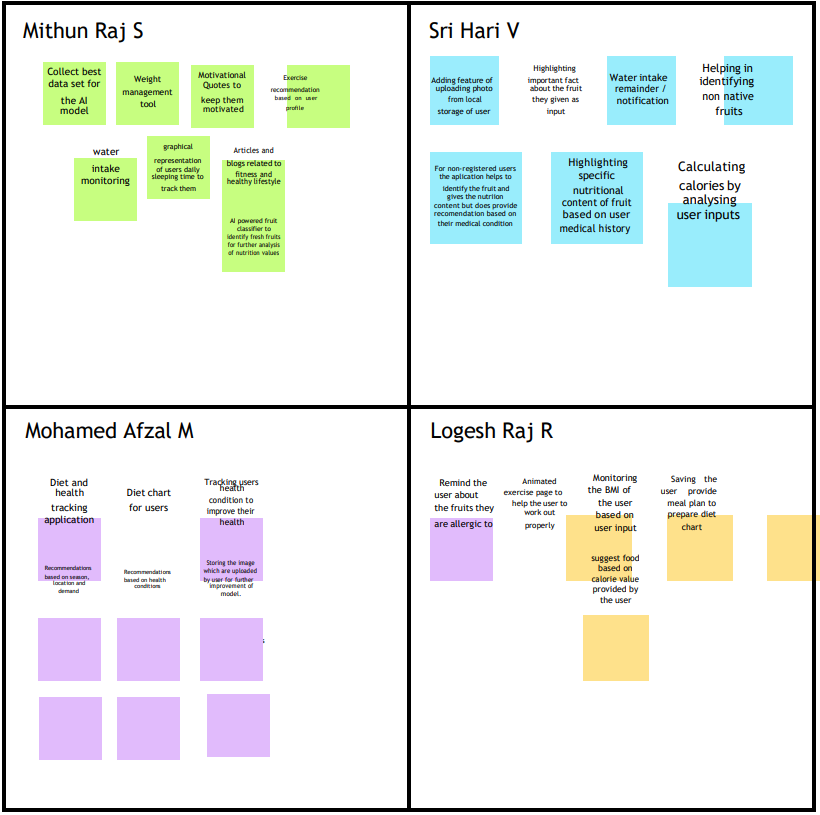 Mithun Raj S
Collect best
data set for
the AI
model
Weight
management
tool
Motivational
Quotes to
keep them
motivated
Exercise
recommendation
based on user
profile
water
intake
monitoring
graphical
representation
of users daily
sleeping time to
track them
Articles and
blogs related to
fitness and
healthy lifestyle
AI powered fruit
classifier to
identify fresh fruits
for further analysis
of nutrition values
Sri Hari V
Adding feature of
uploading photo
from local
storage of user
Highlighting
important fact
about the fruit
they given as
input
Water intake
remainder /
notification
Helping in
identifying
non native
fruits
For non-registered users
the aplication helps to
identify the fruit and
gives the nutriion
content but does provide
recomendation based on
their medical condition
Highlighting
specific
nutritional
content of fruit
based on user
medical history
Calculating
calories by
analysing
user inputs
Mohamed Afzal M
Diet and
health
tracking
application
Diet chart
for users
Tracking users
health
condition to
improve their
health
Recommendations
based on season,
location and
demand
Recommendations
based on health
conditions
Storing the image
which are uploaded
by user for further
improvement of
model.
s
Logesh Raj R
Remind the
user about
the fruits they
are allergic to
Animated
exercise page to
help the user to
work out
properly
Monitoring
the BMI of
the user
based on
user input
Saving the
user provide
meal plan to
prepare diet
chart
suggest food
based on
calorie value
provided by
the user